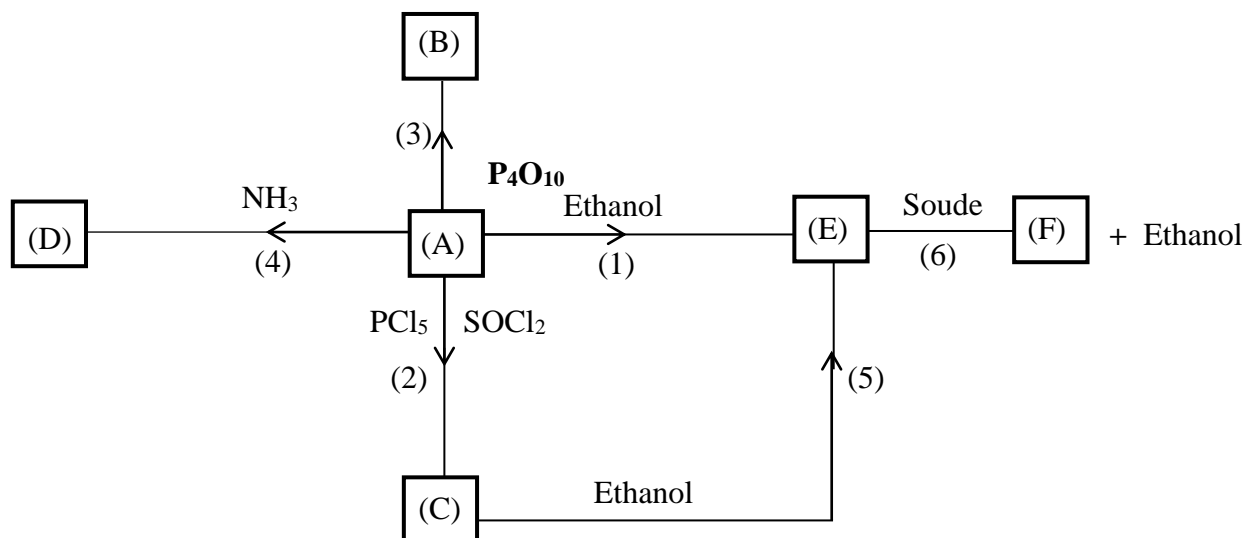 (B)
(3)
P₄O₁₀
NH₃
Ethanol
Soude
(D)
(A)
(E)
(F)
+ Ethanol
(4)
(1)
(6)
PCl₅ SOCl₂
(2)
(5)
Ethanol
(C)